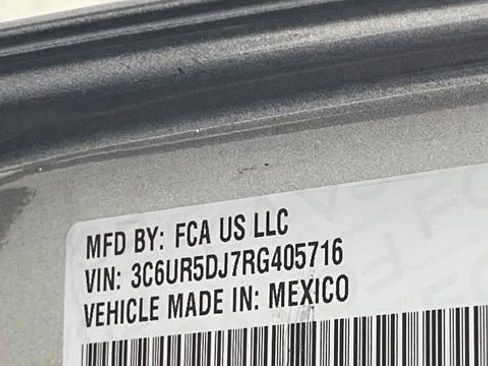 MFD BY: FCA US LLC
VIN: 3C6UR5DJ7RG405716
VEHICLE MADE IN: MEXICO